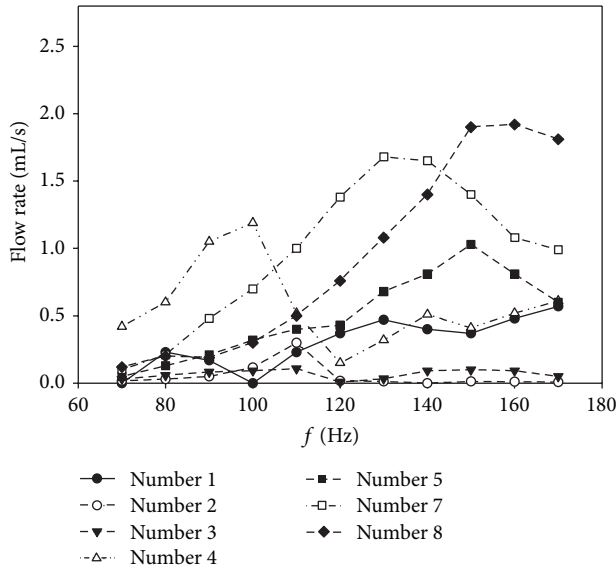 2.5
2.0
1.5
1.0
0.5
0.0
Flow rate (mL/s)
60 80 100 120 140 160 180
f (Hz)
Number 1
Number 2
Number 3
Number 4
Number 5
Number 7
Number 8